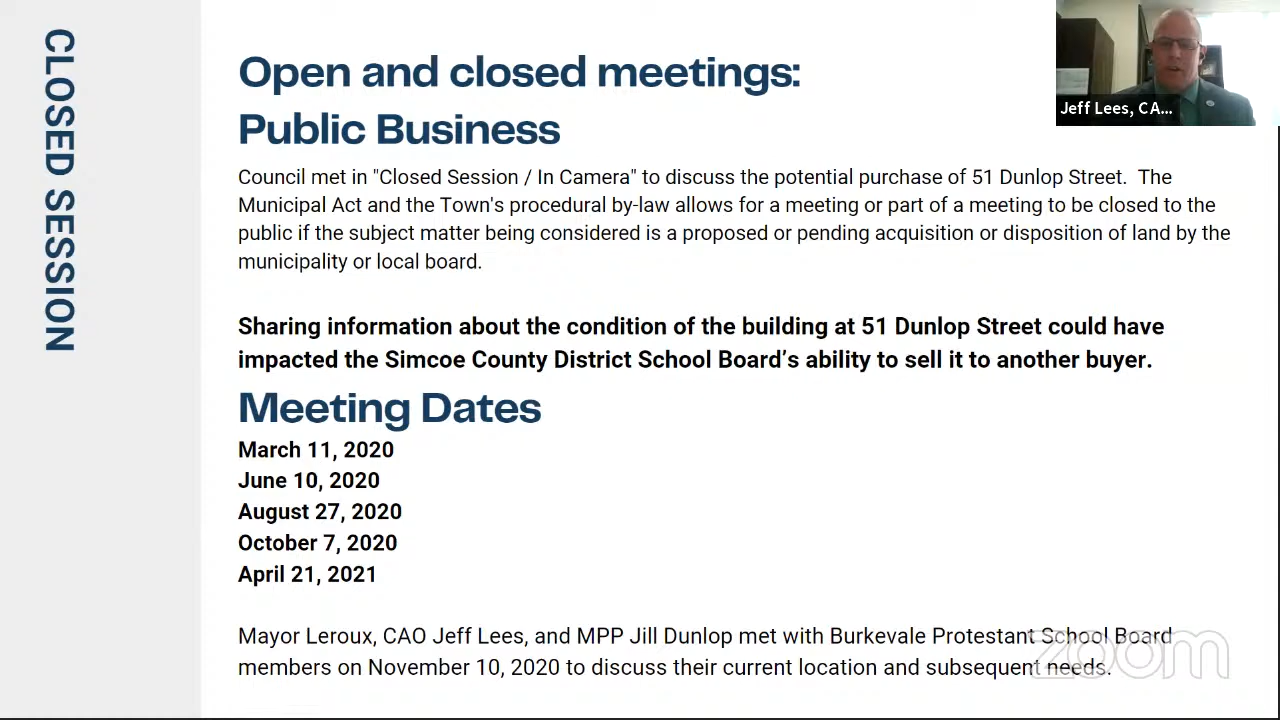 CLOSED SESSION
Open and closed meetings:
Public Business
Council met in "Closed Session / In Camera" to discuss the potential purchase of 51 Dunlop Street.  The
Municipal Act and the Town's procedural by-law allows for a meeting or part of a meeting to be closed to the
public if the subject matter being considered is a proposed or pending acquisition or disposition of land by the
municipality or local board.
Sharing information about the condition of the building at 51 Dunlop Street could have
impacted the Simcoe County District School Board’s ability to sell it to another buyer.
Meeting Dates
March 11, 2020
June 10, 2020
August 27, 2020
October 7, 2020
April 21, 2021
Mayor Leroux, CAO Jeff Lees, and MPP Jill Dunlop met with Burkevale Protestant School Board
members on November 10, 2020 to discuss their current location and subsequent needs.
Jeff Lees, CA...
zoom